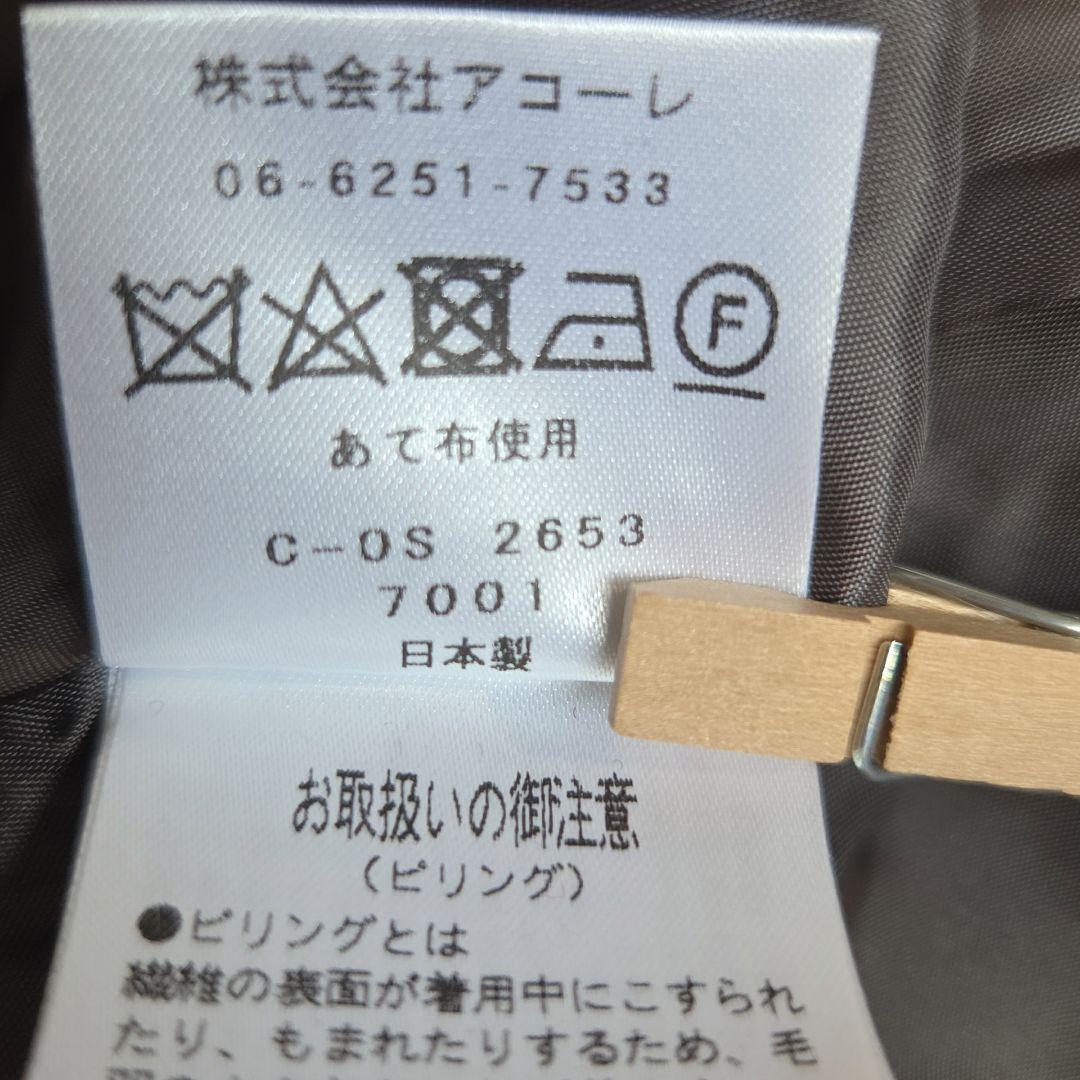 株式会社アコーレ
06-6251-7533
F
あて布使用
C-OS 2653
7001
日本製
お取扱いの御注意
(ピリング)
●ピリングとは
繊維の表面が着用中にこすられ
たり、もまれたりするため、毛